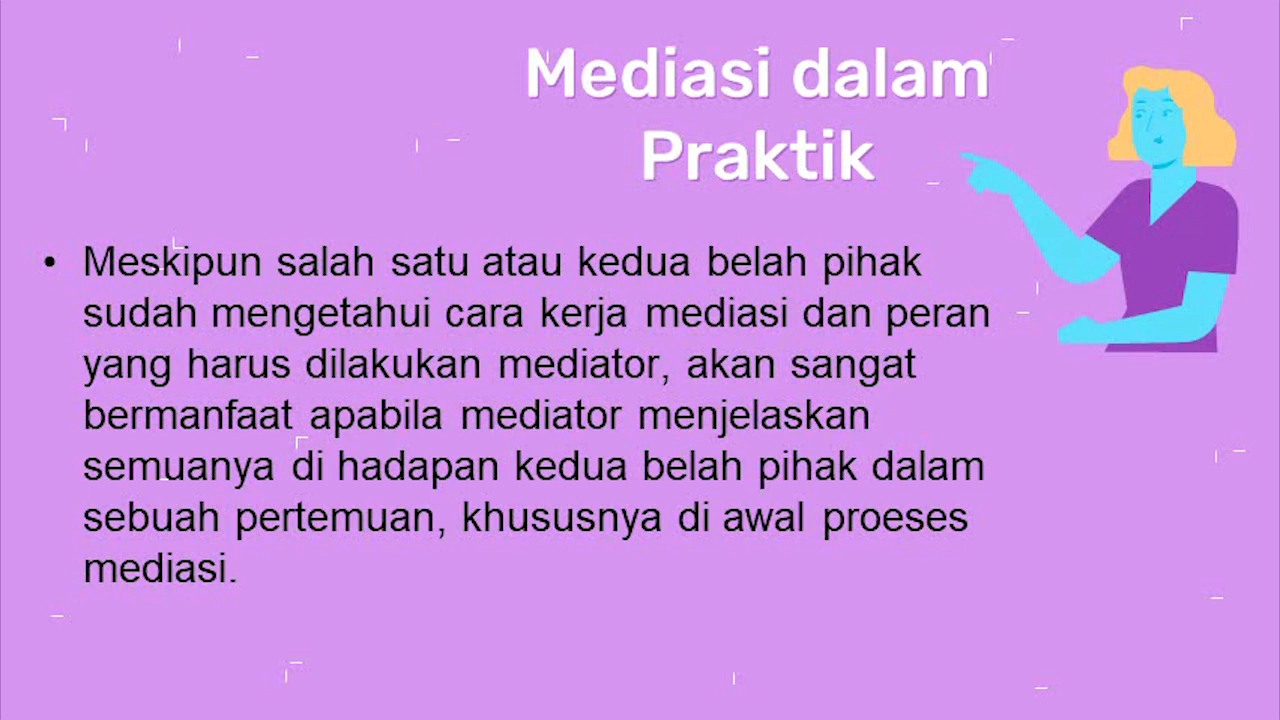 Mediasi dalam
Praktik
• Meskipun salah satu atau kedua belah pihak
sudah mengetahui cara kerja mediasi dan peran
yang harus dilakukan mediator, akan sangat
bermanfaat apabila mediator menjelaskan
semuanya di hadapan kedua belah pihak dalam
sebuah pertemuan, khususnya di awal proeses
mediasi.